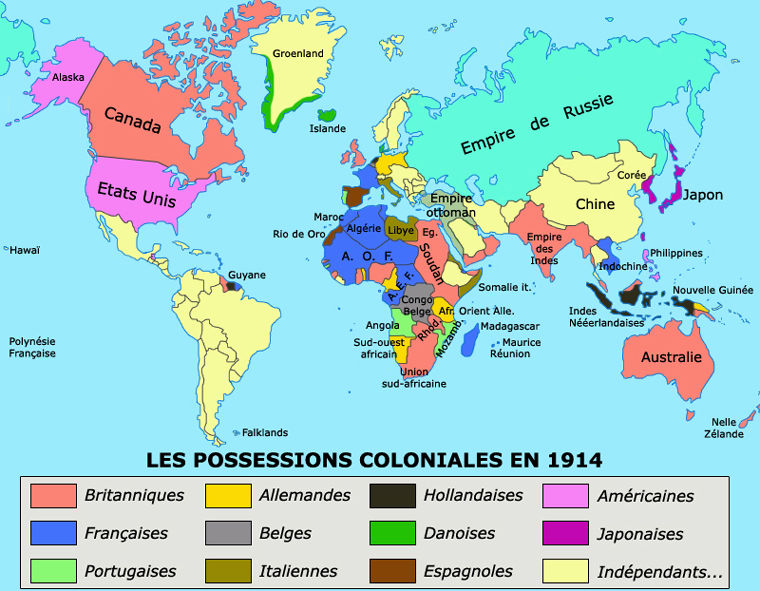 Groenland
Alaska
Canada
Islande
Empire de Russie
Etats Unis
Corée
Japon
Chine
Empire
ottoman
Maroc
Algérie
Libye
Eg.
Rio de Oro
Empire
des
Indes
Hawaï
A. O. F.
Soudan
Philippines
Indochine
Guyane
A. E. F.
Somalie it.
Nouvelle Guinée
Congo
Belge
Afr. Orient Alle.
Indes
Néérlandaises
Angola
Rhod.
Mozamb.
Madagascar
Polynésie
Française
Sud-ouest
africain
Maurice
Réunion
Australie
Union
sud-africaine
Nelle
Zélande
Falklands
LES POSSESSIONS COLONIALES EN 1914
Britanniques
Allemandes
Hollandaises
Américaines
Françaises
Belges
Danoises
Japonaises
Portugaises
Italiennes
Espagnoles
Indépendants...